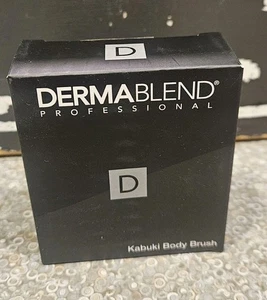 D
DERMABLEND®
PROFESSIONAL
D
Kabuki Body Brush